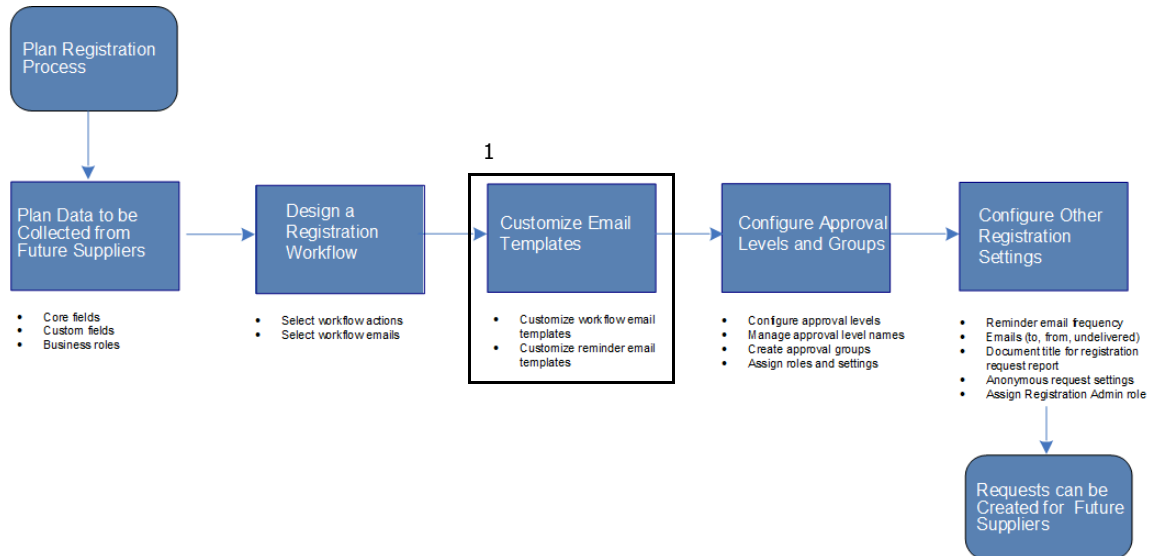 Plan Registration
Process
1
Plan Data to be
Collected from
Future Suppliers
Design a
Registration
Workflow
Customize Email
Templates
Configure Approval
Levels and Groups
Configure Other
Registration
Settings
• Core fields
• Custom fields
• Business roles
• Select workflow actions
• Select workflow emails
• Customize workflow email
templates
• Customize reminder email
templates
• Configure approval levels
• Manage approval level names
• Create approval groups
• Assign roles and settings
• Reminder email frequency
• Emails (to, from, undelivered)
• Document title for registration
request report
• Anonymous request settings
• Assign Registration Admin role
Requests can be
Created for Future
Suppliers